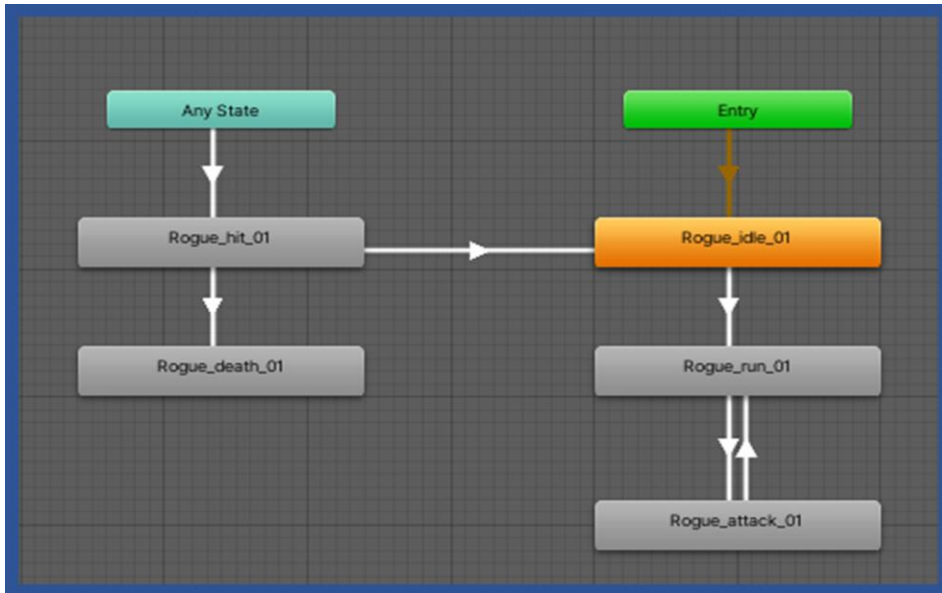 Any State
Entry
Rogue_hit_01
Rogue_idle_01
Rogue_death_01
Rogue_run_01
Rogue_attack_01